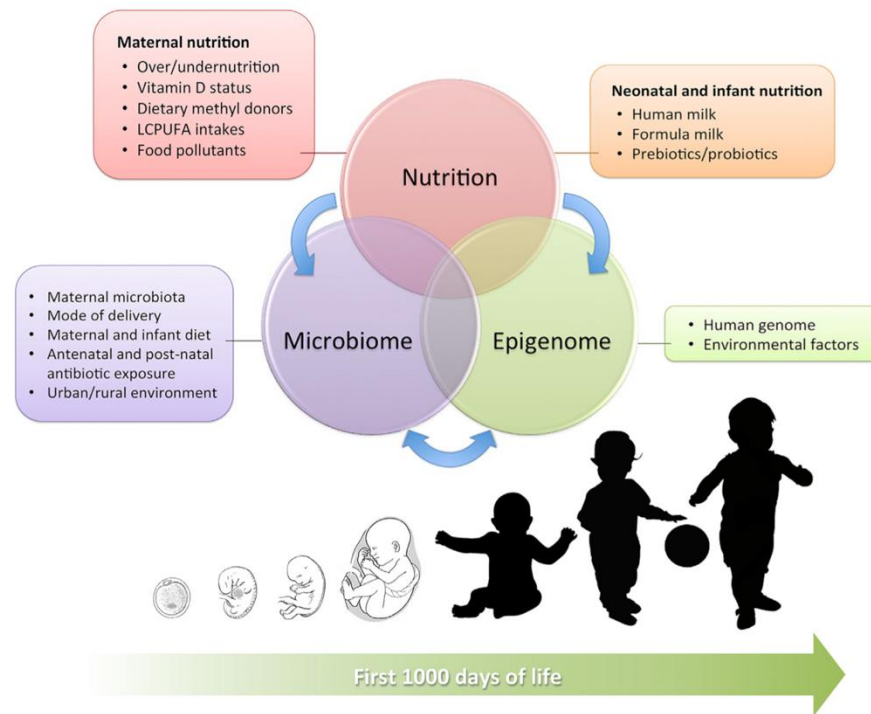 Maternal nutrition
• Over/undernutrition
• Vitamin D status
• Dietary methyl donors
• LCPUFA intakes
• Food pollutants
Neonatal and infant nutrition
• Human milk
• Formula milk
• Prebiotics/probiotics
Nutrition
• Maternal microbiota
• Mode of delivery
• Maternal and infant diet
• Antenatal and post-natal
antibiotic exposure
• Urban/rural environment
Microbiome
Epigenome
• Human genome
• Environmental factors
First 1000 days of life